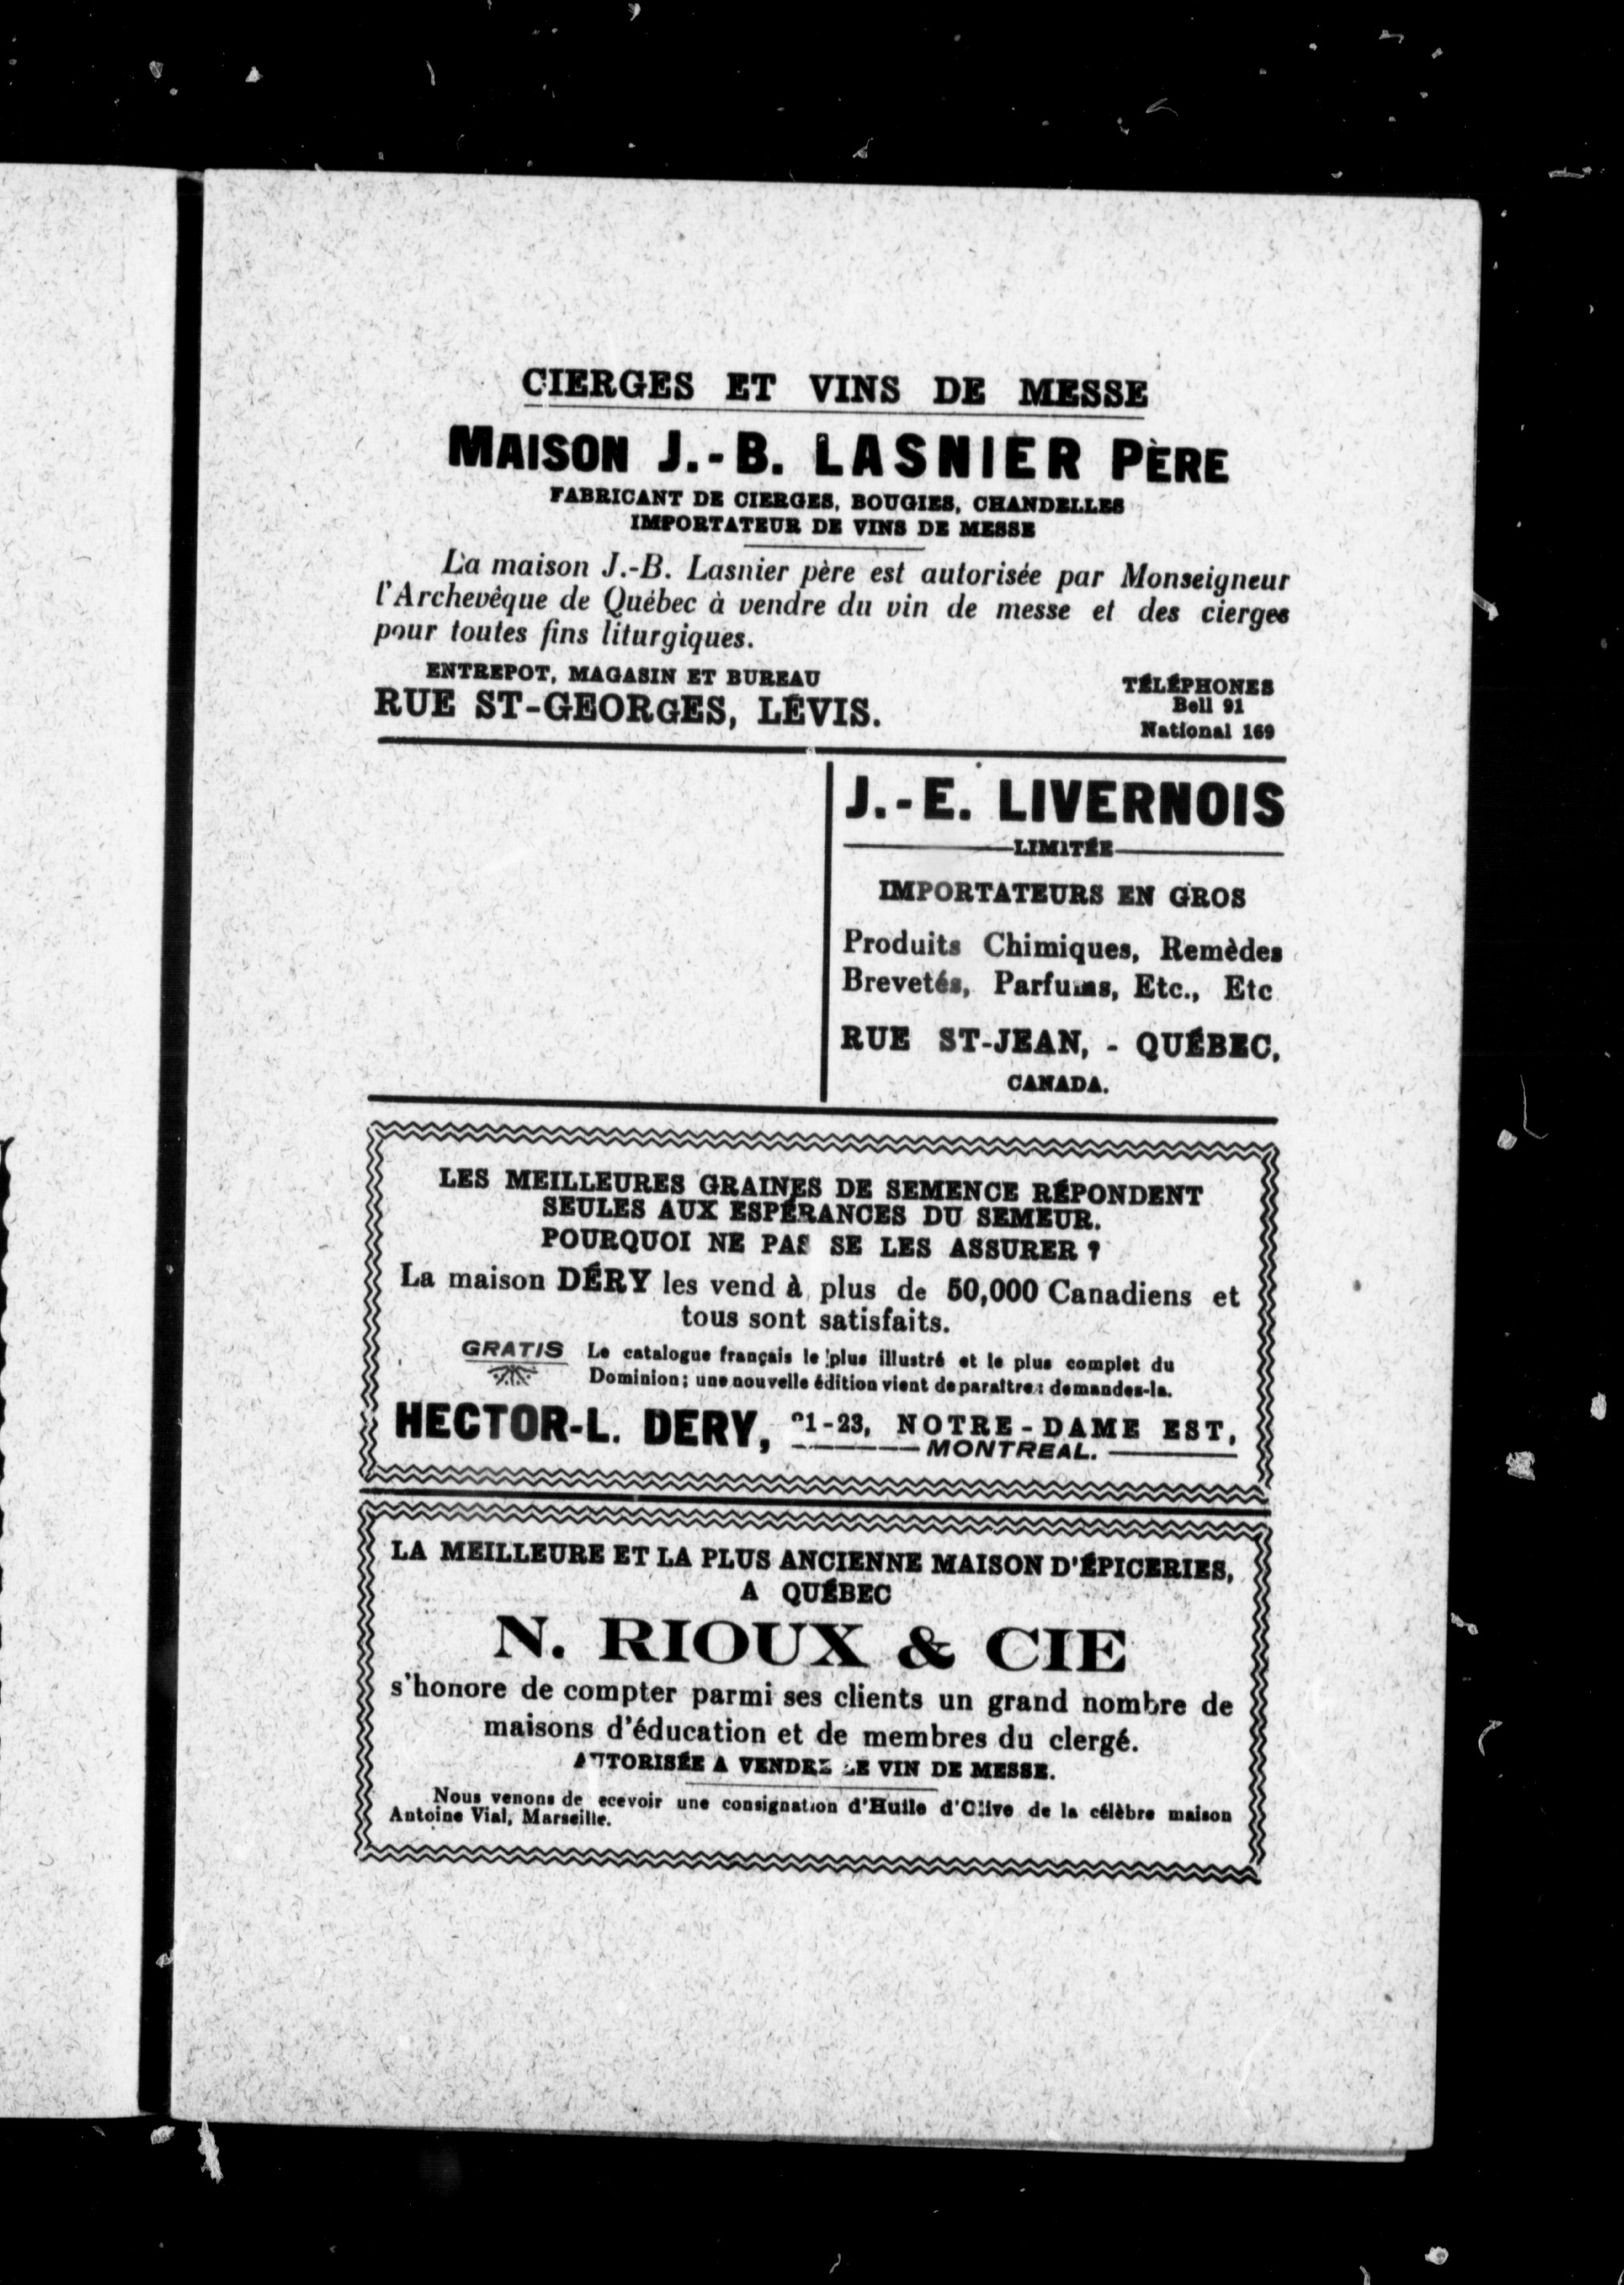 CIERGES ET VINS DE MESSE
MAISON J.-B. LASNIER PÈRE
FABRICANT DE CIERGES, BOUGIES, CHANDELLES
IMPORTATEUR DE VINS DE MESSE
La maison J.-B. Lasnier père est autorisée par Monseigneur
l'Archevêque de Québec à vendre du vin de messe et des cierges
pour toutes fins liturgiques.
ENTREPOT, MAGASIN ET BUREAU
RUE ST-GEORGES, LÉVIS.
TÉLÉPHONES
Bell 91
National 169
J.-E. LIVERNOIS
LIMITÉE
IMPORTATEURS EN GROS
Produits Chimiques, Remèdes
Brevetés, Parfums, Etc., Etc
RUE ST-JEAN, - QUÉBEC,
CANADA.
LES MEILLEURES GRAINES DE SEMENCE RÉPONDENT
SEULES AUX ESPÉRANCES DU SEMEUR.
POURQUOI NE PAS SE LES ASSURER ?
La maison DÉRY les vend à plus de 50,000 Canadiens et
tous sont satisfaits.
GRATIS Le catalogue français le plus illustré et le plus complet du
Dominion; une nouvelle édition vient de paraître: demandes-la.
HECTOR-L. DERY, 21-23, NOTRE-DAME EST,
MONTREAL.
LA MEILLEURE ET LA PLUS ANCIENNE MAISON D'ÉPICERIES,
A QUÉBEC
N. RIOUX & CIE
s'honore de compter parmi ses clients un grand nombre de
maisons d'éducation et de membres du clergé.
AUTORISÉE A VENDRE LE VIN DE MESSE.
Nous venons de ecevoir une consignation d'Huile d'Olive de la célèbre maison
Antoine Vial, Marseille.